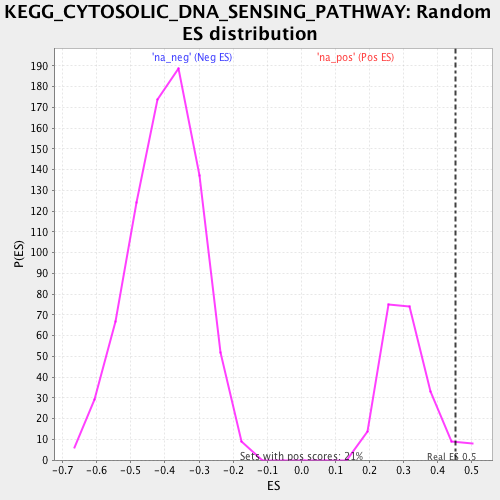 KEGG_CYTOSOLIC_DNA_SENSING_PATHWAY: Random
ES distribution
'na_neg' (Neg ES)
'na_pos' (Pos ES)
190
180
170
160
150
140
130
120
110
100
90
80
70
60
50
40
30
20
10
0
P(ES)
Sets with pos scores: 21%
Real ES 0.5
-0.7 -0.6 -0.5 -0.4 -0.3 -0.2 -0.1 0.0 0.1 0.2 0.3 0.4 0.5
ES